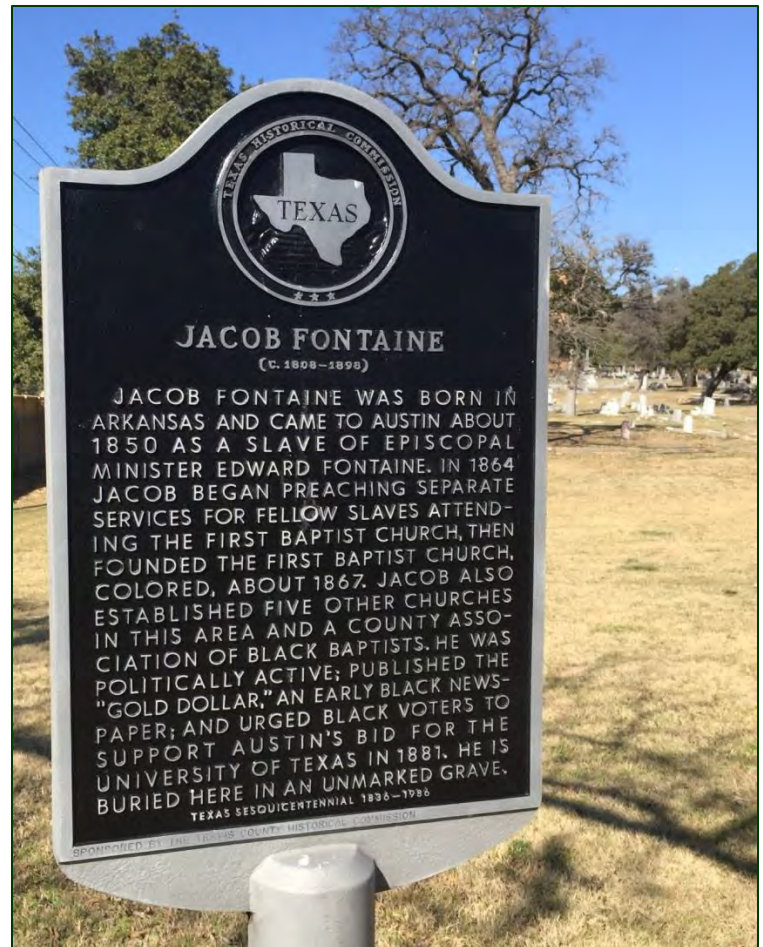 TEXAS HISTORICAL COMMISSION
TEXAS
JACOB FONTAINE
(C. 1808–1898)
JACOB FONTAINE WAS BORN IN
ARKANSAS AND CAME TO AUSTIN ABOUT
1850 AS A SLAVE OF EPISCOPAL
MINISTER EDWARD FONTAINE. IN 1864
JACOB BEGAN PREACHING SEPARATE
SERVICES FOR FELLOW SLAVES ATTEND-
ING THE FIRST BAPTIST CHURCH, THEN
FOUNDED THE FIRST BAPTIST CHURCH,
COLORED, ABOUT 1867. JACOB ALSO
ESTABLISHED FIVE OTHER CHURCHES
IN THIS AREA AND A COUNTY ASSO-
CIATION OF BLACK BAPTISTS. HE WAS
POLITICALLY ACTIVE; PUBLISHED THE
"GOLD DOLLAR," AN EARLY BLACK NEWS-
PAPER; AND URGED BLACK VOTERS TO
SUPPORT AUSTIN'S BID FOR THE
UNIVERSITY OF TEXAS IN 1881. HE IS
BURIED HERE IN AN UNMARKED GRAVE.
TEXAS SESQUICENTENNIAL 1836–1986
SPONSORED BY THE TRAVIS COUNTY HISTORICAL COMMISSION